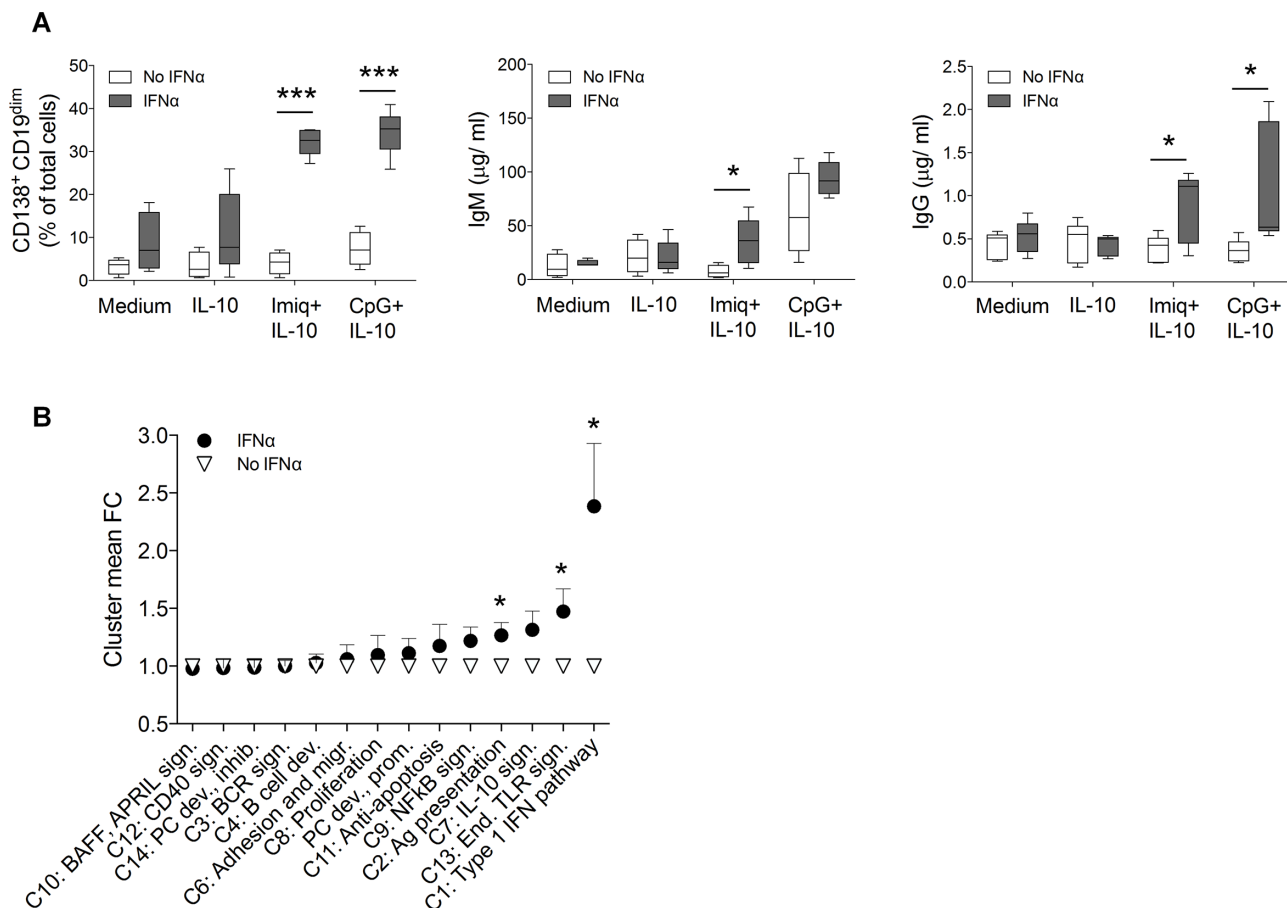 A
CD138+ CD19dim
(% of total cells)
50
40
30
20
10
0
No IFNα
IFNα
***
***
Medium
IL-10
Imiq+
IL-10
CpG+
IL-10
IgM (μg/ ml)
200
150
100
50
0
No IFNα
IFNα
*
Medium
IL-10
Imiq+
IL-10
CpG+
IL-10
IgG (μg/ ml)
2.5
2.0
1.5
1.0
0.5
0.0
No IFNα
IFNα
*
*
Medium
IL-10
Imiq+
IL-10
CpG+
IL-10
B
Cluster mean FC
3.0
2.5
2.0
1.5
1.0
0.5
IFNα
No IFNα
*
*
*
C10: BAFF, APRIL sign.
C12: CD40 sign.
C14: PC dev., inhib.
C3: BCR sign.
C4: B cell dev.
C6: Adhesion and migr.
C8: Proliferation
PC dev., prom.
C11: Anti-apoptosis
C9: NFkB sign.
C2: Ag presentation
C7: IL-10 sign.
C13: End. TLR sign.
C1: Type 1 IFN pathway